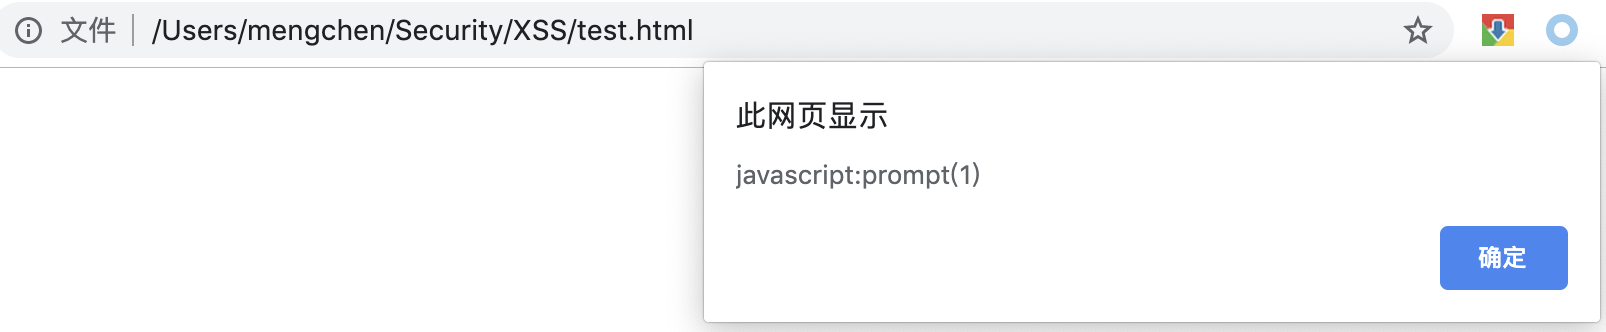 文件 /Users/mengchen/Security/XSS/test.html
此网页显示
javascript:prompt(1)
确定